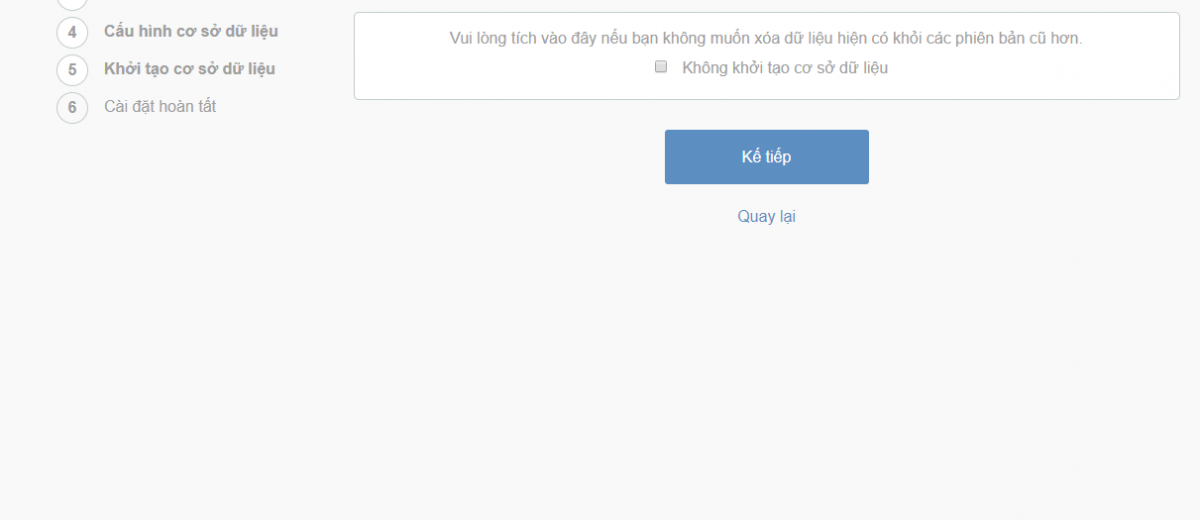 4 Cấu hình cơ sở dữ liệu
5 Khởi tạo cơ sở dữ liệu
6 Cài đặt hoàn tất
Vui lòng tích vào đây nếu bạn không muốn xóa dữ liệu hiện có khỏi các phiên bản cũ hơn.
Không khởi tạo cơ sở dữ liệu
Kế tiếp
Quay lại